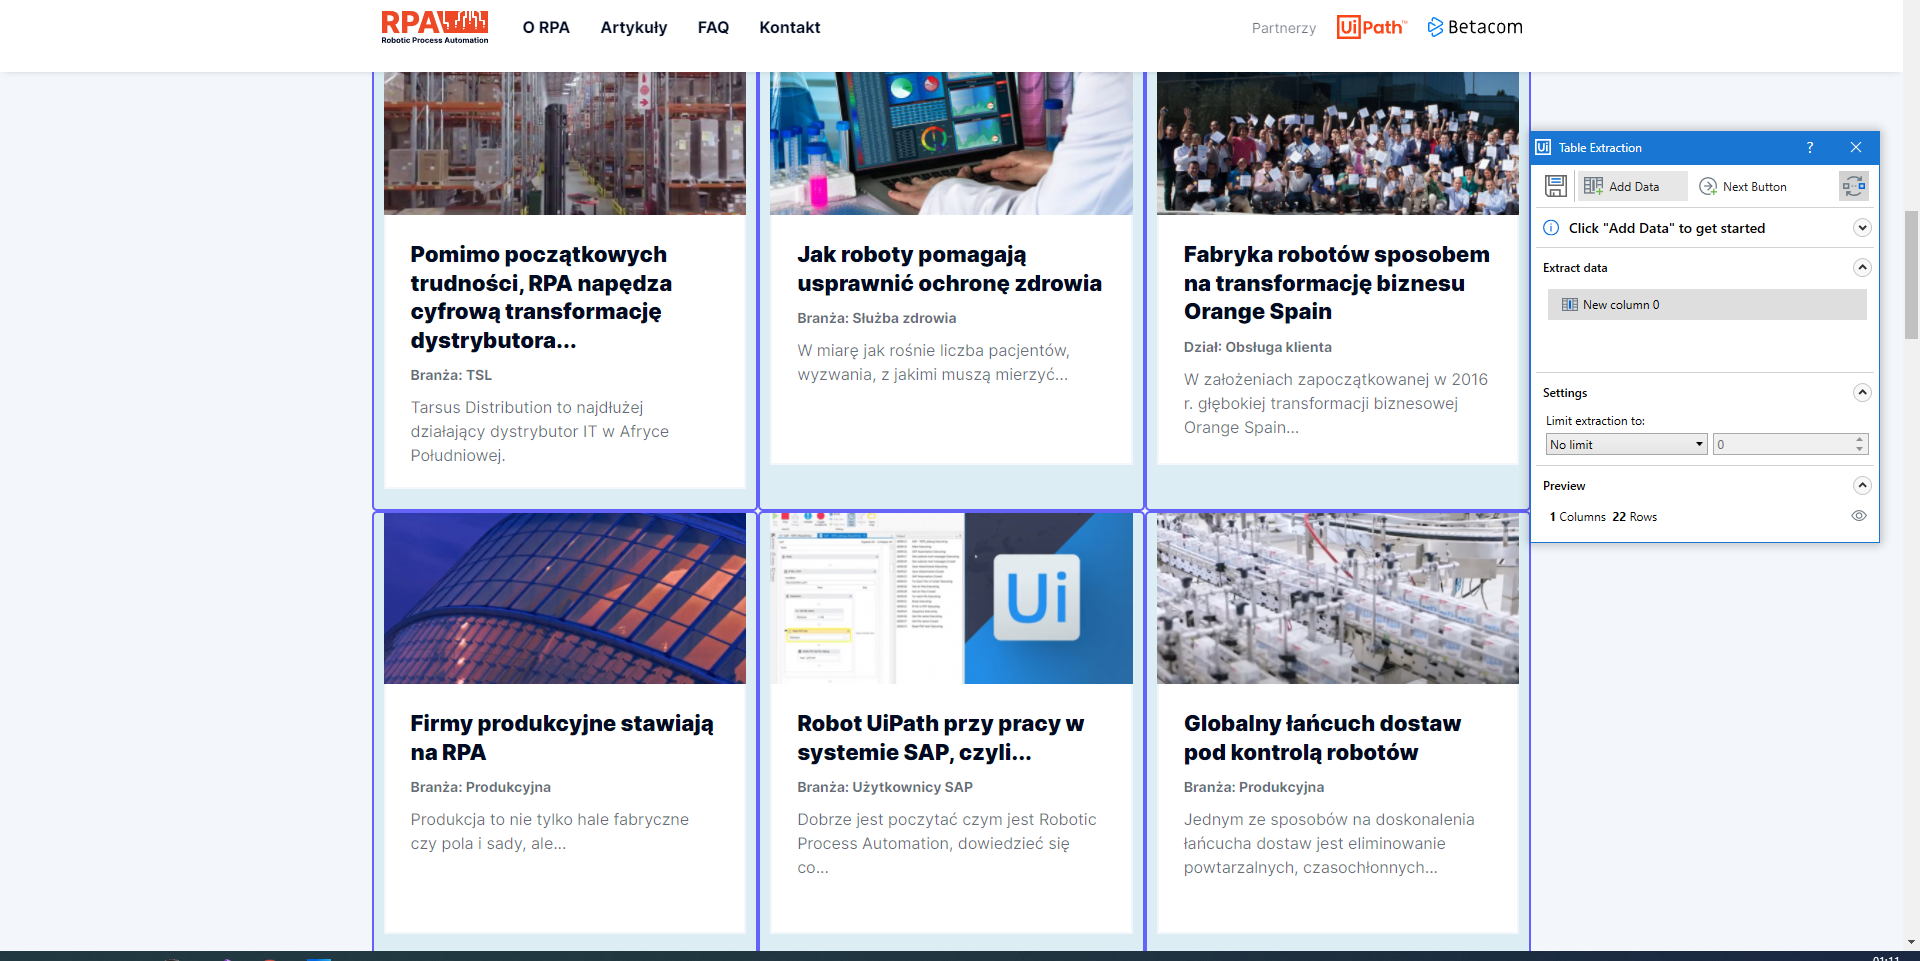 RPA
Robotic Process Automation
O RPA
Artykuły
FAQ
Kontakt
Partnerzy
UiPath™
Betacom
Pomimo początkowych
trudności, RPA napędza
cyfrową transformację
dystrybutora...
Branża: TSL
Tarsus Distribution to najdłużej
działający dystrybutor IT w Afryce
Południowej.
Jak roboty pomagają
usprawnić ochronę zdrowia
Branża: Służba zdrowia
W miarę jak rośnie liczba pacjentów,
wyzwania, z jakimi muszą mierzyć...
Fabryka robotów sposobem
na transformację biznesu
Orange Spain
Dział: Obsługa klienta
W założeniach zapoczątkowanej w 2016
r. głębokiej transformacji biznesowej
Orange Spain...
Ui
Firmy produkcyjne stawiają
na RPA
Branża: Produkcyjna
Produkcja to nie tylko hale fabryczne
czy pola i sady, ale...
Robot UiPath przy pracy w
systemie SAP, czyli...
Branża: Użytkownicy SAP
Dobrze jest poczytać czym jest Robotic
Process Automation, dowiedzieć się
co...
Globalny łańcuch dostaw
pod kontrolą robotów
Branża: Produkcyjna
Jednym ze sposobów na doskonalenia
łańcucha dostaw jest eliminowanie
powtarzalnych, czasochłonnych...
Ui Table Extraction ?
Add Data
Next Button
Click "Add Data" to get started
Extract data
New column 0
Settings
Limit extraction to:
No limit
0
Preview
1 Columns 22 Rows